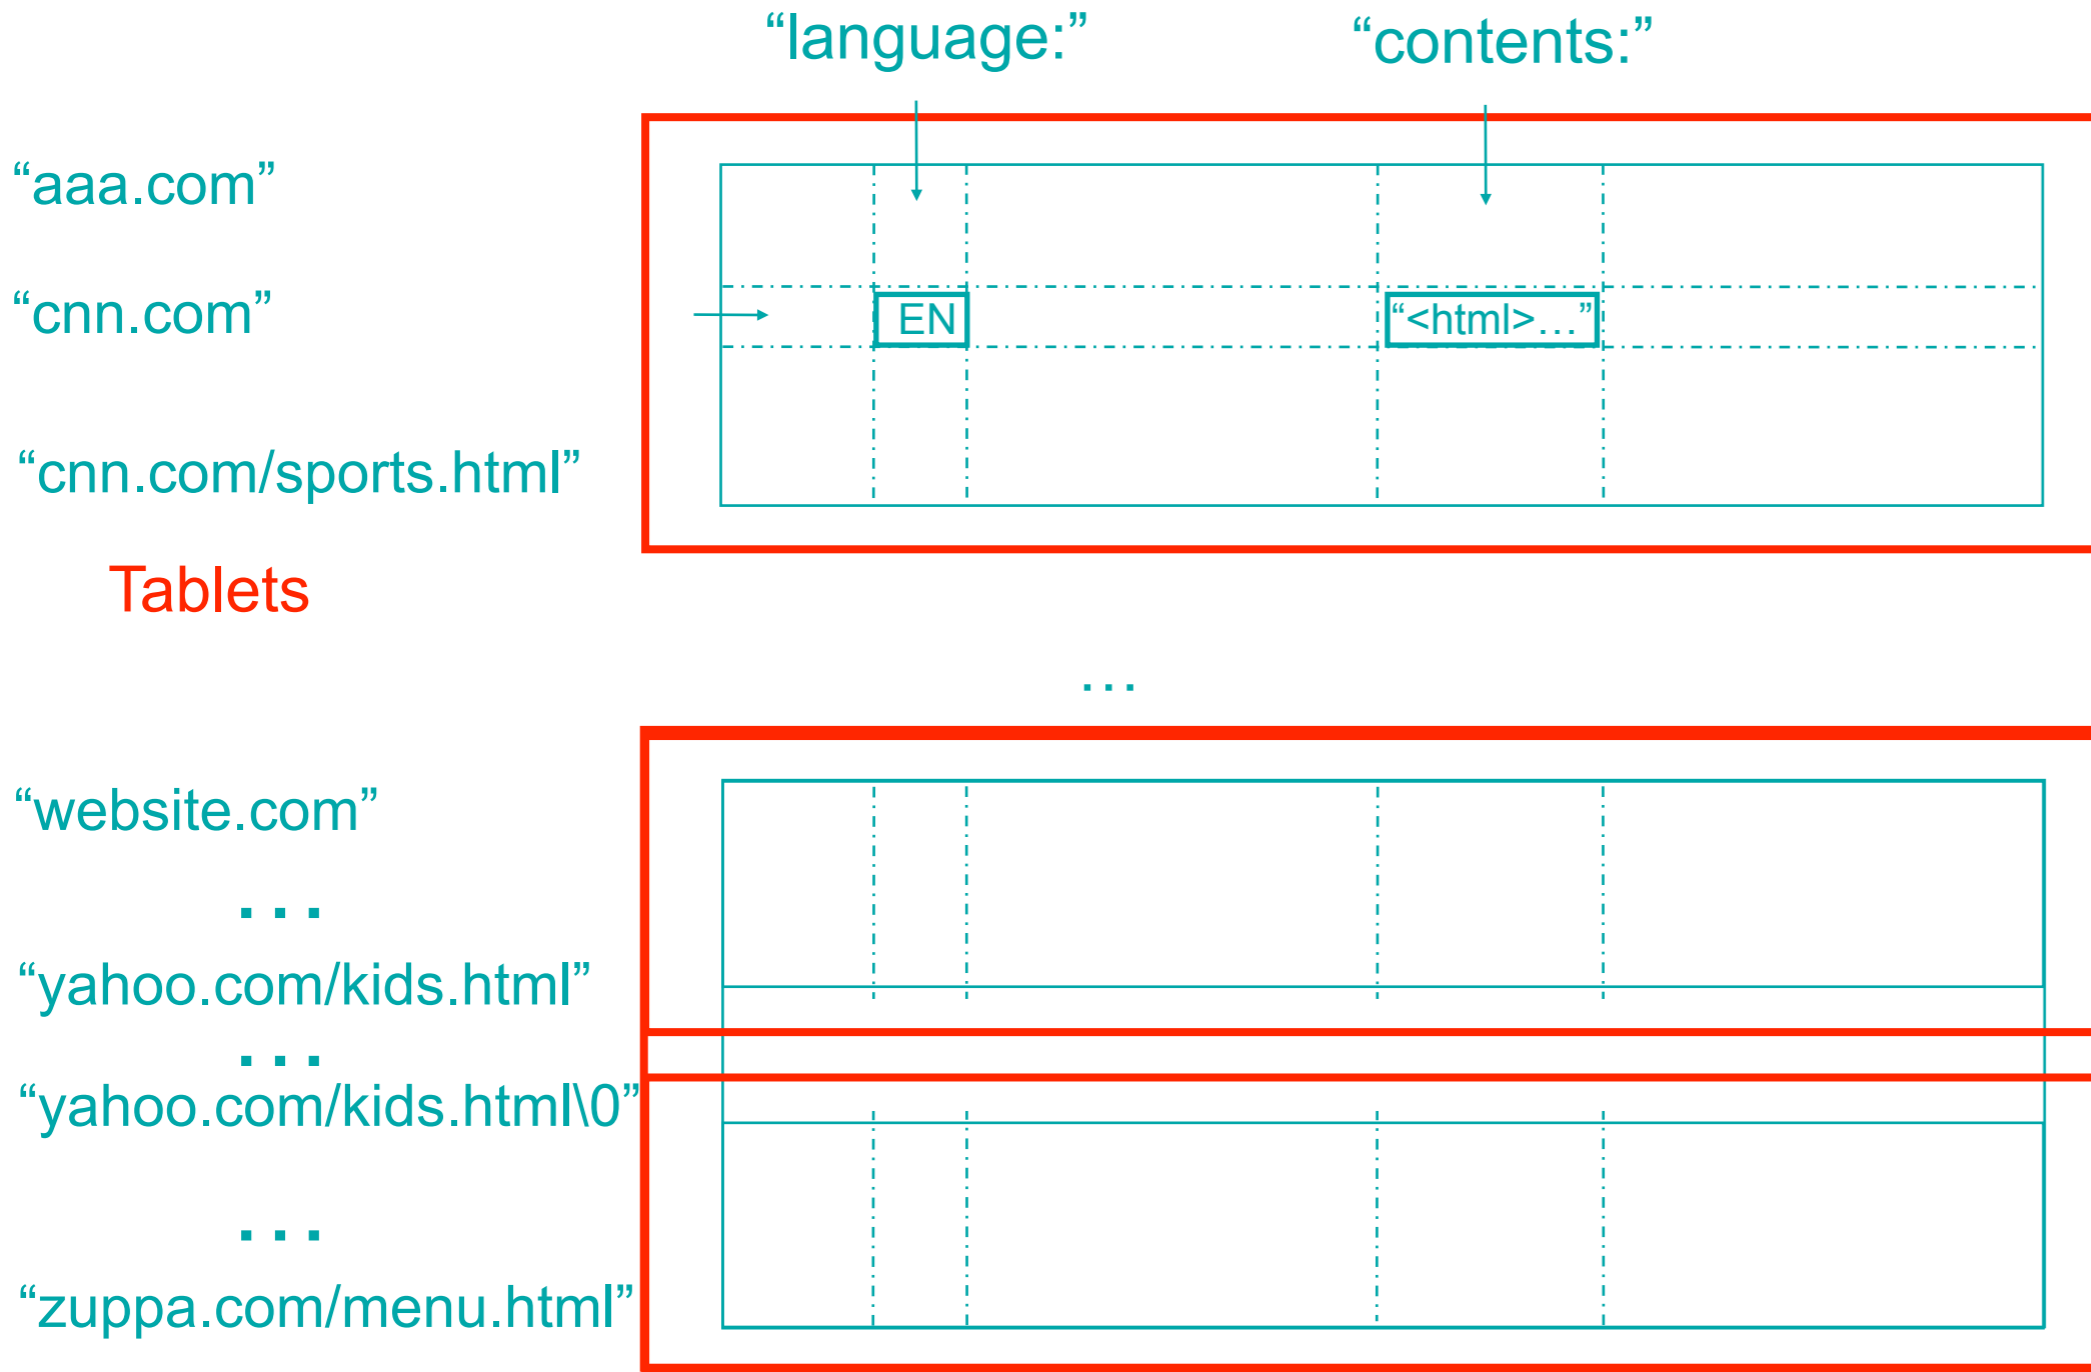 “language:” “contents:”
“aaa.com”
“cnn.com” EN “<html>…”
“cnn.com/sports.html”
Tablets
…
“website.com”
…
“yahoo.com/kids.html”
…
“yahoo.com/kids.html\0”
…
“zuppa.com/menu.html”